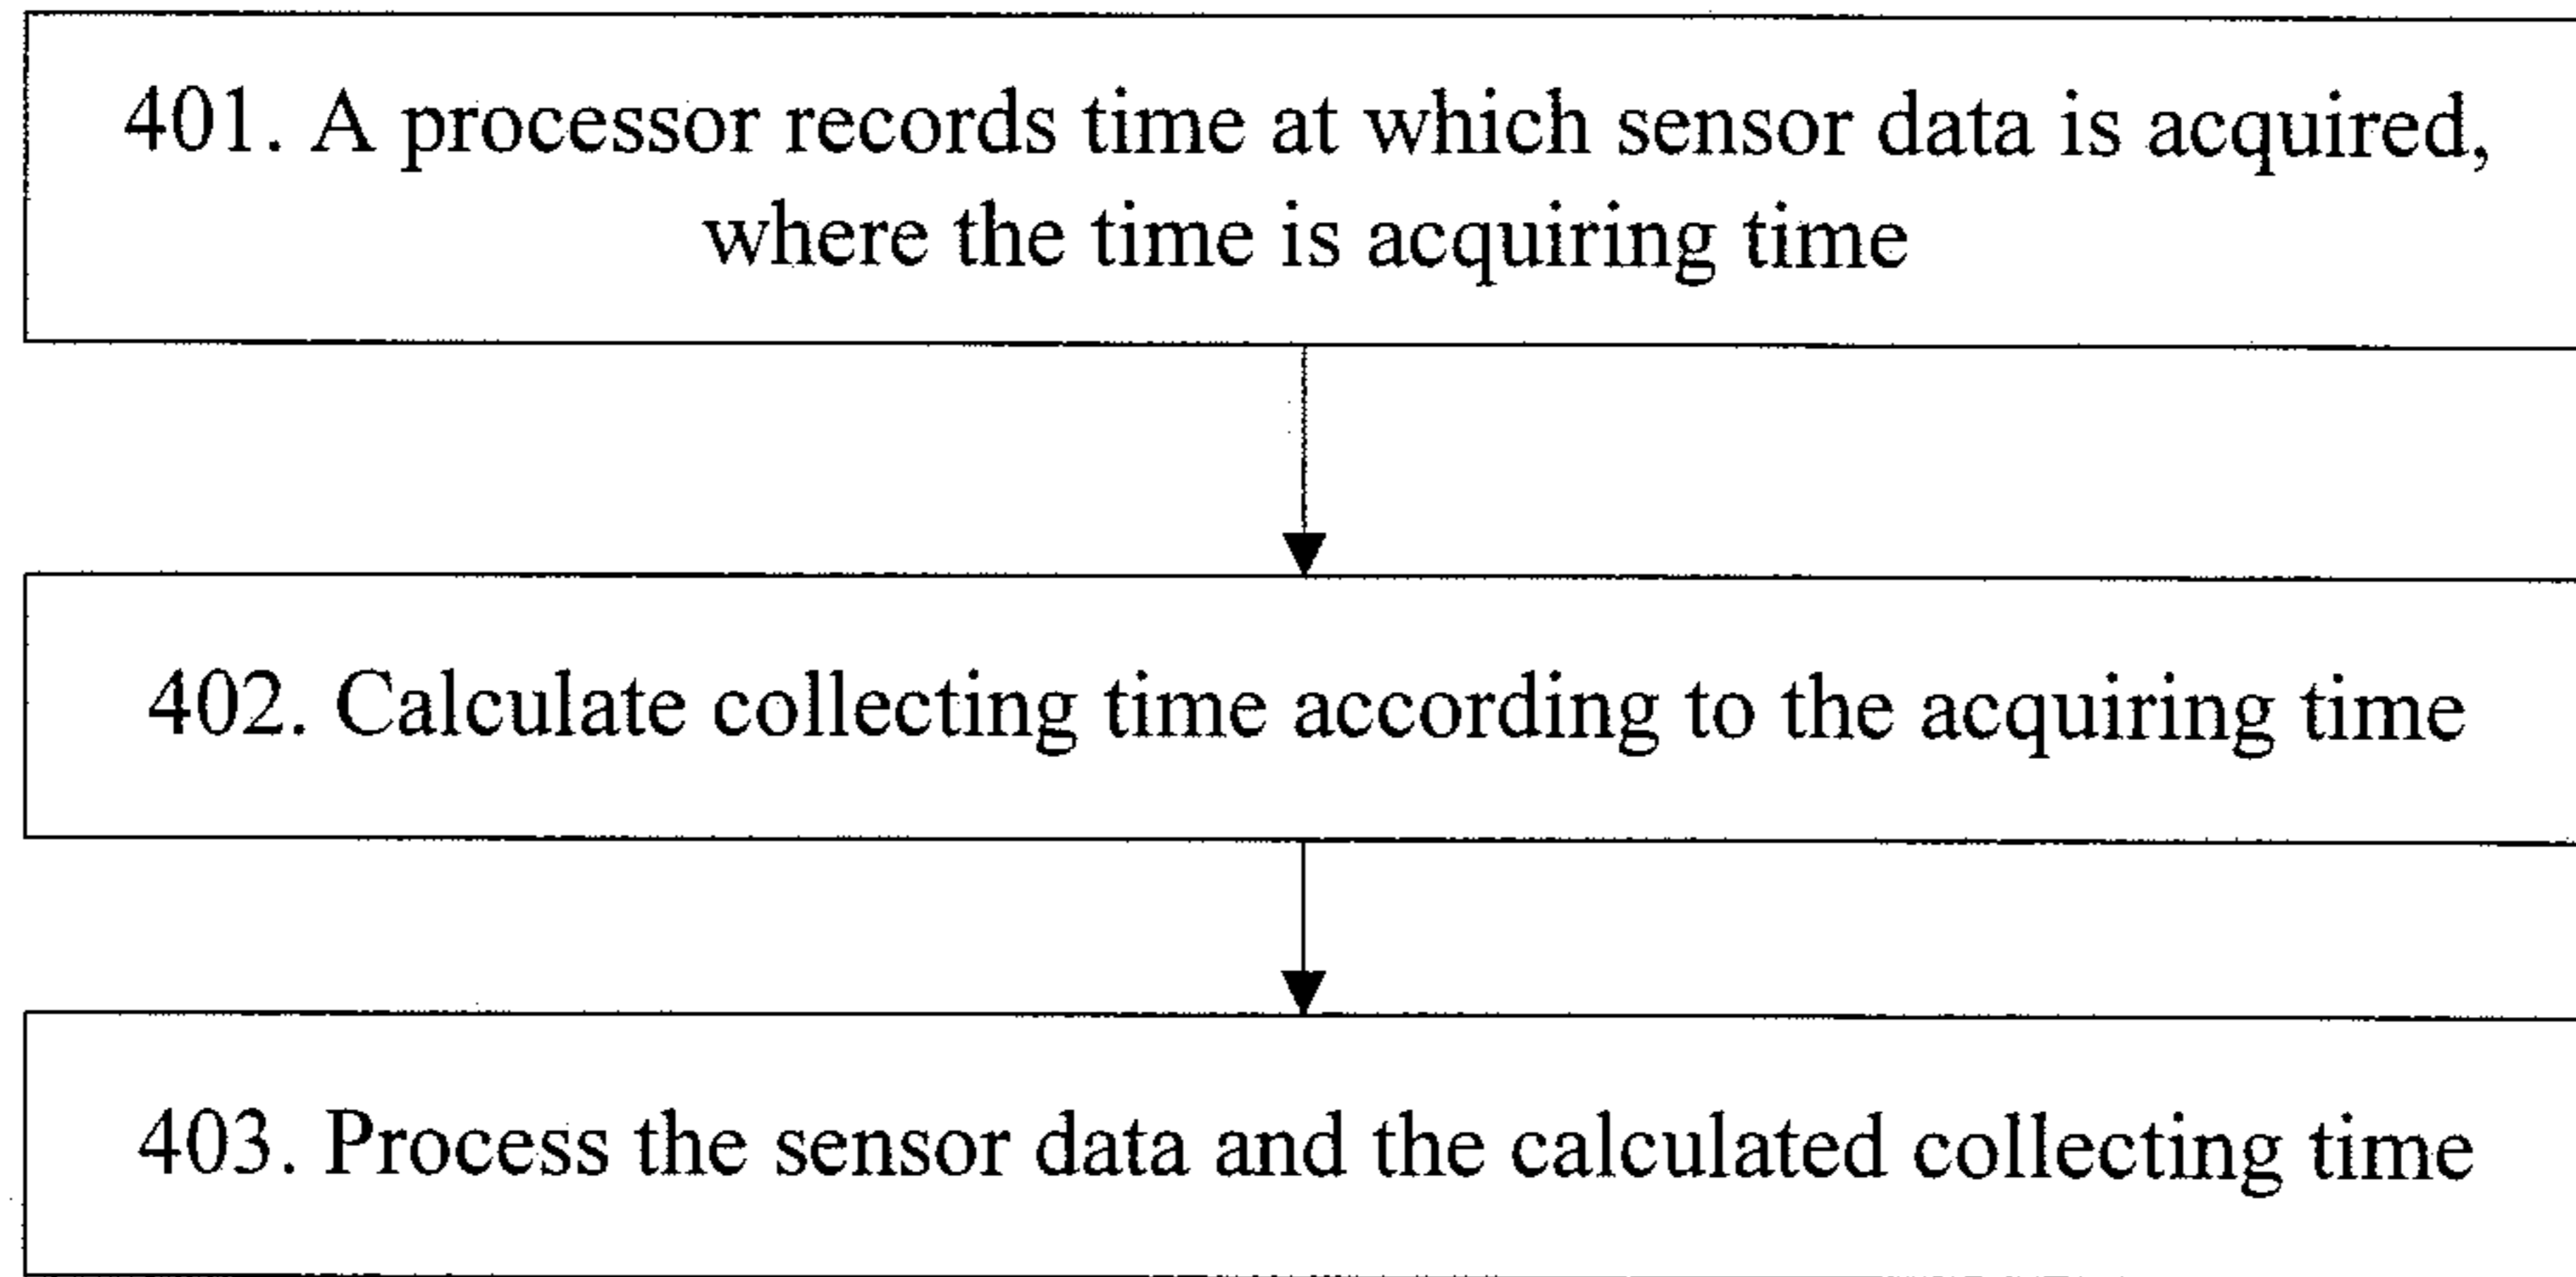 401. A processor records time at which sensor data is acquired,
where the time is acquiring time
402. Calculate collecting time according to the acquiring time
403. Process the sensor data and the calculated collecting time